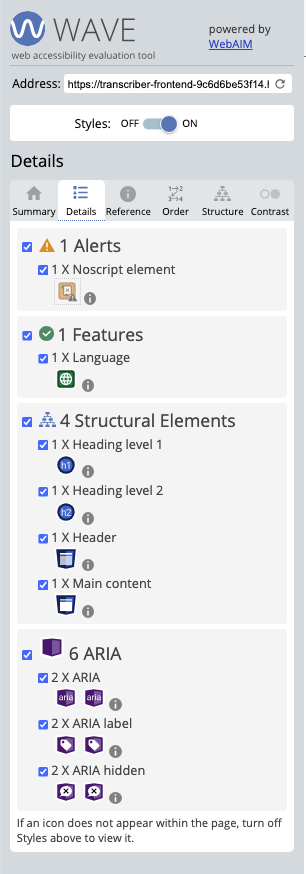 WAVE
web accessibility evaluation tool
powered by
WebAIM
Address: https://transcriber-frontend-9c6d6be53f14.
Styles: OFF ON
Details
Summary Details Reference Order Structure Contrast
1 Alerts
1 X Noscript element
1 Features
1 X Language
4 Structural Elements
1 X Heading level 1
h1
1 X Heading level 2
h2
1 X Header
1 X Main content
6 ARIA
2 X ARIA
aria aria
2 X ARIA label
2 X ARIA hidden
If an icon does not appear within the page, turn off
Styles above to view it.